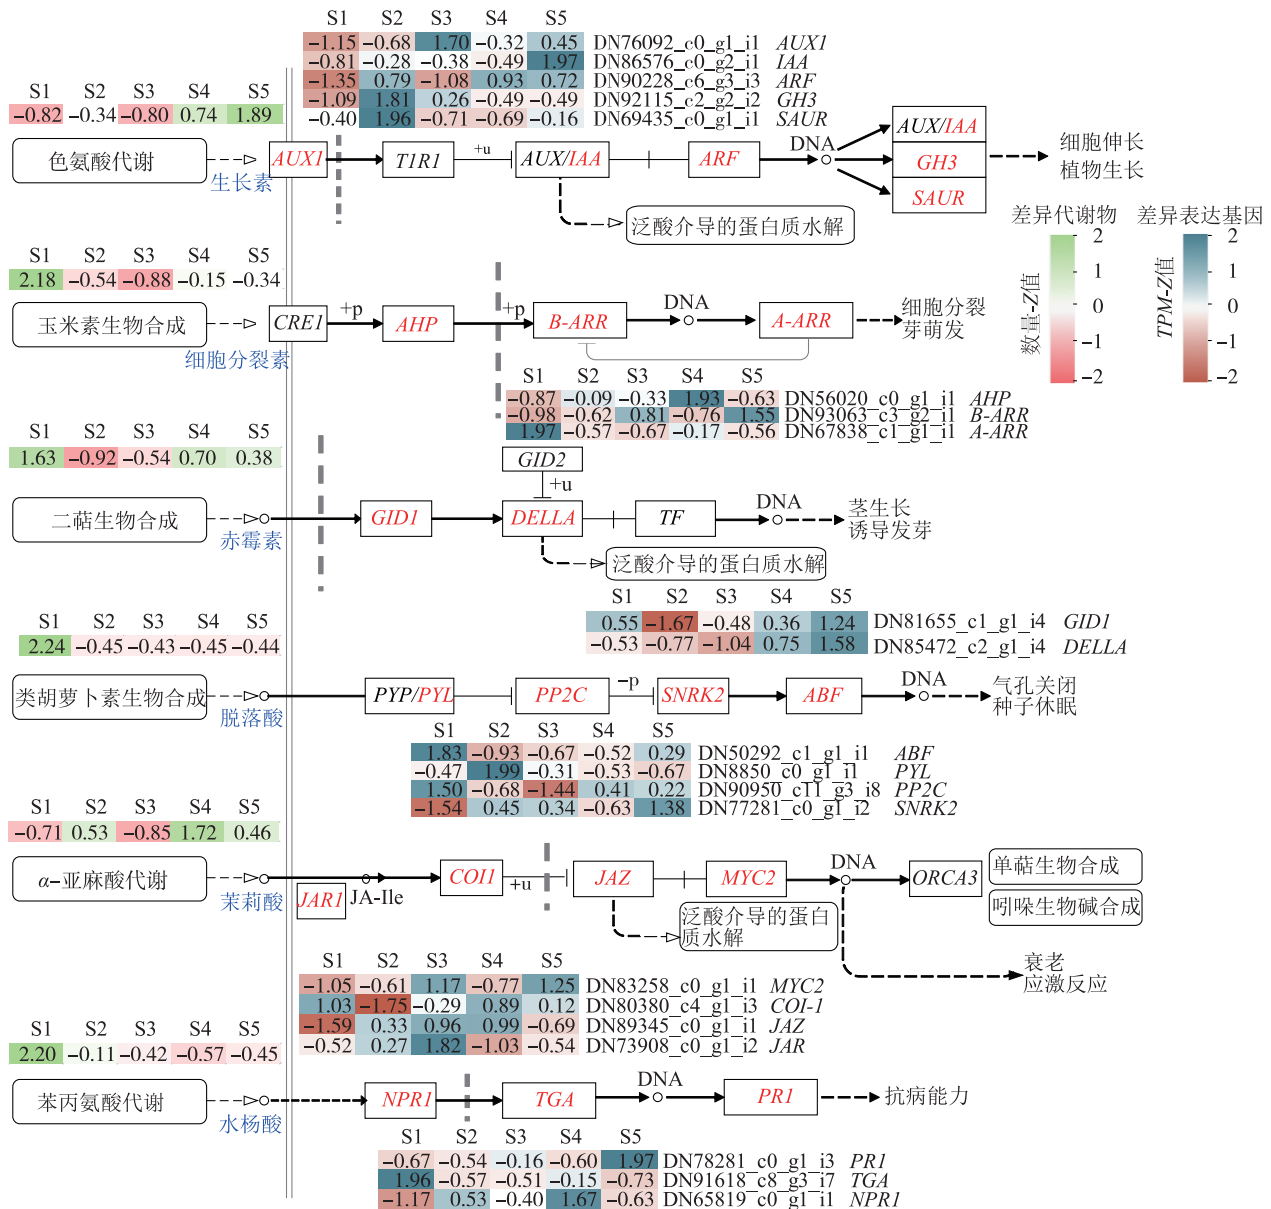 S1 S2 S3 S4 S5
−1.15 −0.68 1.70 −0.32 0.45 DN76092_c0_g1_i1 AUX1
−0.81 −0.28 −0.38 −0.49 1.97 DN86576_c0_g2_i1 IAA
−1.35 0.79 −1.08 0.93 0.72 DN90228_c6_g3_i3 ARF
−1.09 1.81 0.26 −0.49 −0.49 DN92115_c2_g2_i2 GH3
−0.40 1.96 −0.71 −0.69 −0.16 DN69435_c0_g1_i1 SAUR
S1 S2 S3 S4 S5
−0.82 −0.34 −0.80 0.74 1.89
色氨酸代谢
生长素
AUX1
T1R1
+u
AUX/IAA
ARF
DNA
AUX/IAA
GH3
SAUR
细胞伸长
植物生长
泛酸介导的蛋白质水解
差异代谢物
2
1
0
−1
−2
数量-Z值
差异表达基因
2
1
0
−1
−2
TPM-Z值
S1 S2 S3 S4 S5
2.18 −0.54 −0.88 −0.15 −0.34
玉米素生物合成
细胞分裂素
CRE1
+p
AHP
+p
B-ARR
DNA
A-ARR
细胞分裂
芽萌发
S1 S2 S3 S4 S5
−0.87 −0.09 −0.33 1.93 −0.63 DN56020_c0_g1_i1 AHP
−0.98 −0.62 0.81 −0.76 1.55 DN93063_c3_g2_i1 B-ARR
1.97 −0.57 −0.67 −0.17 −0.56 DN67838_c1_g1_i1 A-ARR
S1 S2 S3 S4 S5
1.63 −0.92 −0.54 0.70 0.38
二萜生物合成
赤霉素
GID1
GID2
+u
DELLA
TF
DNA
茎生长
诱导发芽
泛酸介导的蛋白质水解
S1 S2 S3 S4 S5
0.55 −1.67 −0.48 0.36 1.24 DN81655_c1_g1_i4 GID1
−0.53 −0.77 −1.04 0.75 1.58 DN85472_c2_g1_i4 DELLA
S1 S2 S3 S4 S5
2.24 −0.45 −0.43 −0.45 −0.44
类胡萝卜素生物合成
脱落酸
PYP/PYL
PP2C
−p
SNRK2
ABF
DNA
气孔关闭
种子休眠
S1 S2 S3 S4 S5
1.83 −0.93 −0.67 −0.52 0.29 DN50292_c1_g1_i1 ABF
−0.47 1.99 −0.31 −0.53 −0.67 DN8850_c0_g1_i1 PYL
1.50 −0.68 −1.44 0.41 0.22 DN90950_c11_g3_i8 PP2C
−1.54 0.45 0.34 −0.63 1.38 DN77281_c0_g1_i2 SNRK2
S1 S2 S3 S4 S5
−0.71 0.53 −0.85 1.72 0.46
α-亚麻酸代谢
茉莉酸
JAR1
JA-Ile
COI1
+u
JAZ
MYC2
DNA
ORCA3
单萜生物合成
吲哚生物碱合成
泛酸介导的蛋白
质水解
衰老
应激反应
S1 S2 S3 S4 S5
−1.05 −0.61 1.17 −0.77 1.25 DN83258_c0_g1_i1 MYC2
1.03 −1.75 −0.29 0.89 0.12 DN80380_c4_g1_i3 COI-1
−1.59 0.33 0.96 0.99 −0.69 DN89345_c0_g1_i1 JAZ
−0.52 0.27 1.82 −1.03 −0.54 DN73908_c0_g1_i2 JAR
S1 S2 S3 S4 S5
2.20 −0.11 −0.42 −0.57 −0.45
苯丙氨酸代谢
水杨酸
NPR1
TGA
DNA
PR1
抗病能力
S1 S2 S3 S4 S5
−0.67 −0.54 −0.16 −0.60 1.97 DN78281_c0_g1_i3 PR1
1.96 −0.57 −0.51 −0.15 −0.73 DN91618_c8_g3_i7 TGA
−1.17 0.53 −0.40 1.67 −0.63 DN65819_c0_g1_i1 NPR1